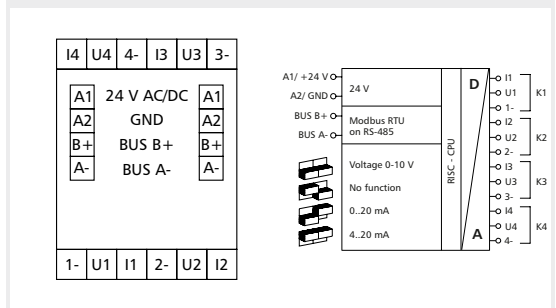 I4 U4 4- I3 U3 3-
A1 24 V AC/DC A1
A2 GND A2
B+ BUS B+ B+
A- BUS A- A-
1- U1 I1 2- U2 I2
A1/ +24 V
A2/ GND
BUS B+
BUS A-
24 V
Modbus RTU
on RS-485
Voltage 0-10 V
No function
0..20 mA
4..20 mA
RISC - CPU
D
A
I1
U1
1-
K1
I2
U2
2-
K2
I3
U3
3-
K3
I4
U4
4-
K4